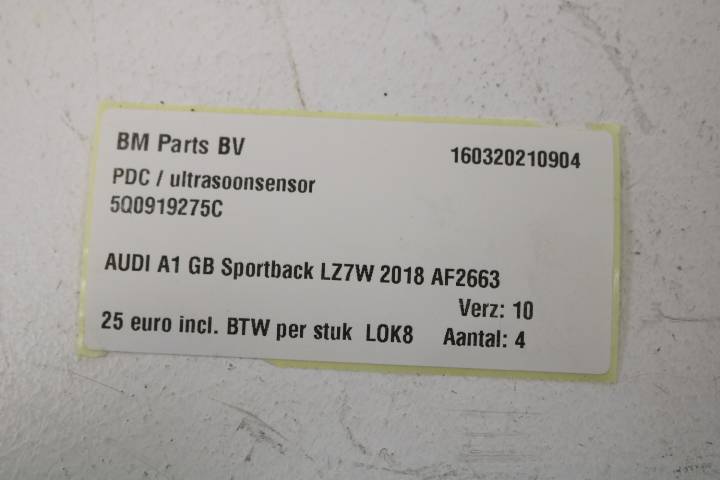 BM Parts BV
160320210904
PDC / ultrasoonsensor
5Q0919275C
AUDI A1 GB Sportback LZ7W 2018 AF2663
Verz: 10
25 euro incl. BTW per stuk LOK8 Aantal: 4